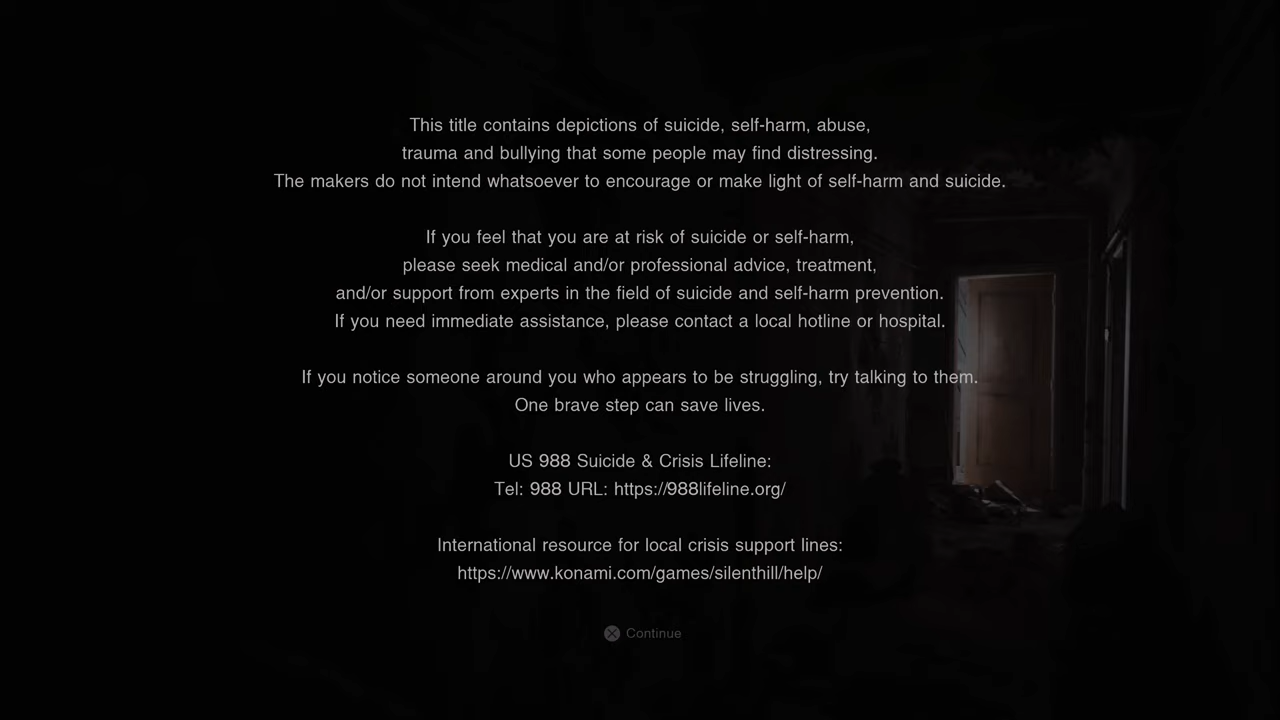 This title contains depictions of suicide, self-harm, abuse,
trauma and bullying that some people may find distressing.
The makers do not intend whatsoever to encourage or make light of self-harm and suicide.
If you feel that you are at risk of suicide or self-harm,
please seek medical and/or professional advice, treatment,
and/or support from experts in the field of suicide and self-harm prevention.
If you need immediate assistance, please contact a local hotline or hospital.
If you notice someone around you who appears to be struggling, try talking to them.
One brave step can save lives.
US 988 Suicide & Crisis Lifeline:
Tel: 988 URL: https://988lifeline.org/
International resource for local crisis support lines:
https://www.konami.com/games/silenthill/help/
Continue